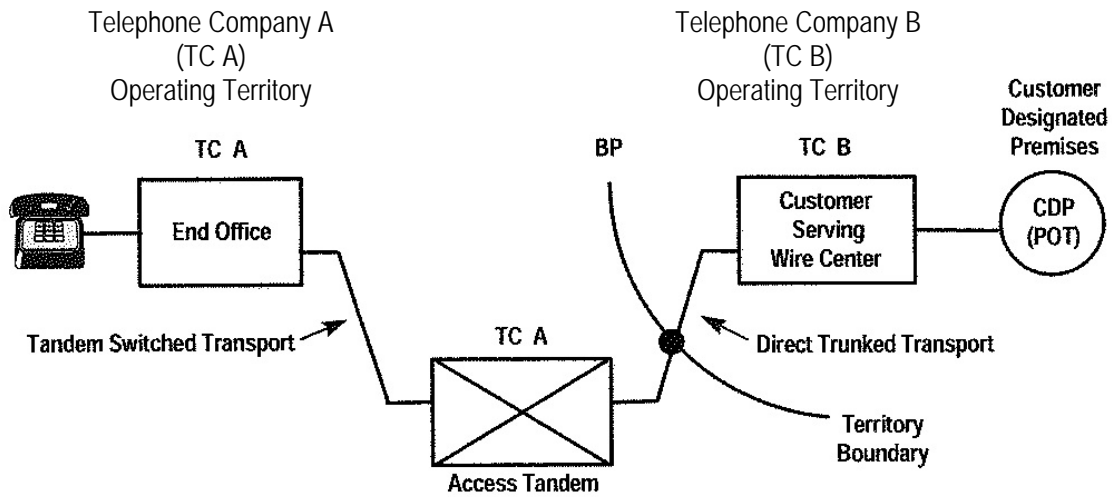 Telephone Company A
(TC A)
Operating Territory
Telephone Company B
(TC B)
Operating Territory
Customer
Designated
Premises
TC A
BP
TC B
End Office
Customer
Serving
Wire Center
CDP
(POT)
Tandem Switched Transport
TC A
Direct Trunked Transport
Territory
Boundary
Access Tandem